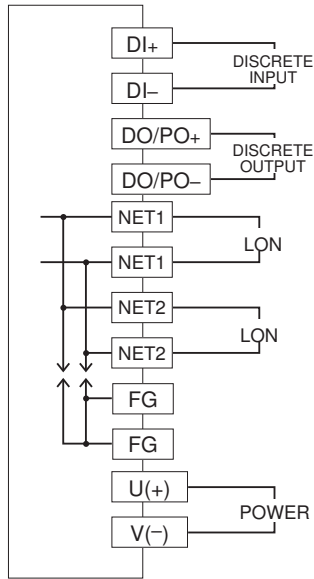 DI+
DISCRETE
INPUT
DI–
DO/PO+
DISCRETE
OUTPUT
DO/PO–
NET1
LON
NET1
NET2
LON
NET2
FG
FG
U(+)
POWER
V(–)